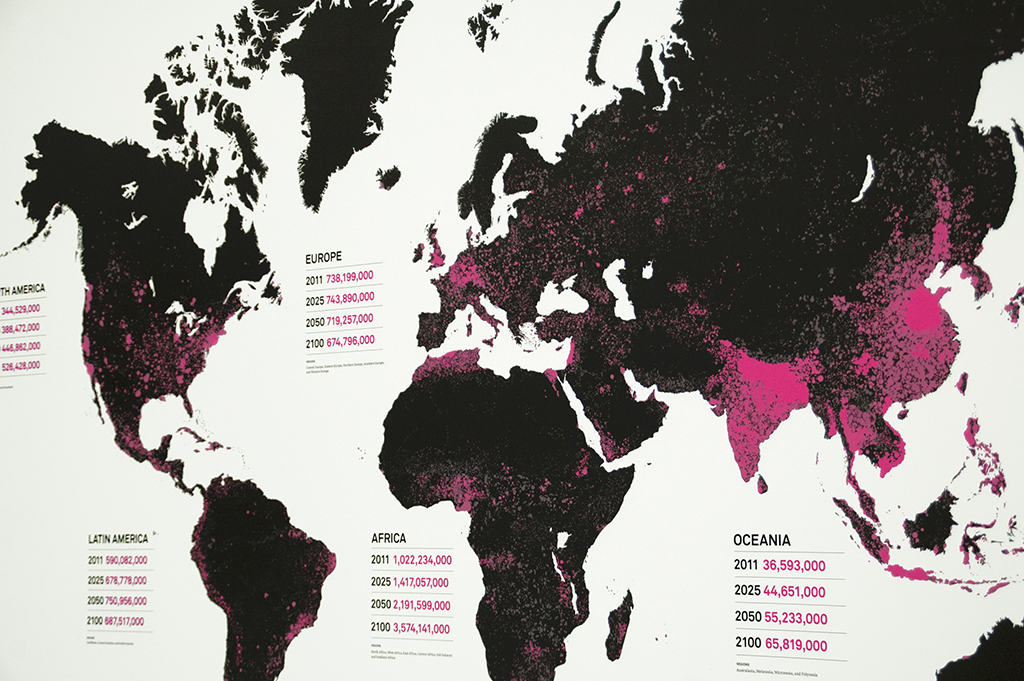 EUROPE
2011 738,199,000
2025 743,890,000
2050 719,257,000
2100 674,796,000
REGIONS
Central Europe, Eastern Europe, Northern Europe, Southern Europe,
and Western Europe
TH AMERICA
344,529,000
388,472,000
446,862,000
526,428,000
LATIN AMERICA
2011 590,082,000
2025 678,778,000
2050 750,956,000
2100 687,517,000
REGIONS
AFRICA
2011 1,022,234,000
2025 1,417,057,000
2050 2,191,599,000
2100 3,574,141,000
REGIONS
North Africa, West Africa, East Africa, Central Africa,
and Southern Africa
OCEANIA
2011 36,593,000
2025 44,651,000
2050 55,233,000
2100 65,819,000
REGIONS
Australasia, Melanesia, Micronesia, and Polynesia